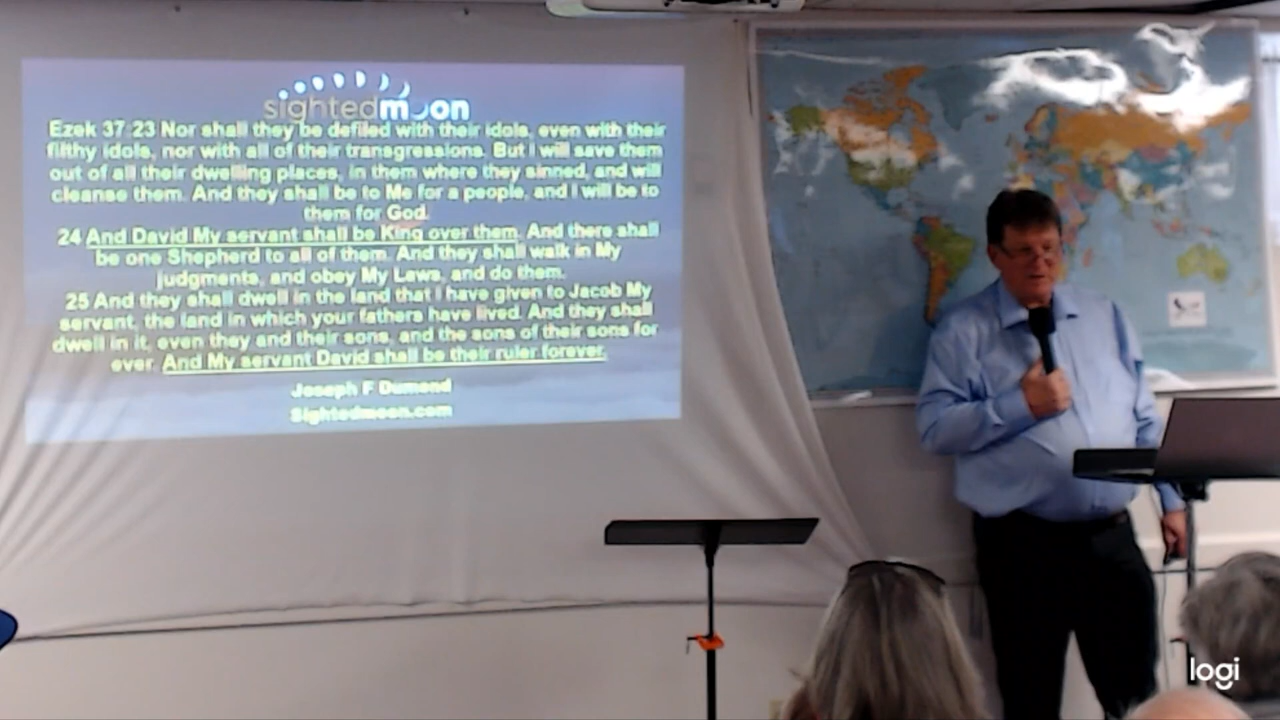 sightedmoon
Ezek 37:23 Nor shall they be defiled with their idols, even with their
filthy idols, nor with all of their transgressions. But I will save them
out of all their dwelling places, in them where they sinned, and will
cleanse them. And they shall be to Me for a people, and I will be to
them for God.
24 And David My servant shall be King over them. And there shall
be one Shepherd to all of them. And they shall walk in My
judgments, and obey My Laws, and do them.
25 And they shall dwell in the land that I have given to Jacob My
servant, the land in which your fathers have lived. And they shall
dwell in it, even they and their sons, and the sons of their sons for
ever. And My servant David shall be their ruler forever.
Joseph F Dumond
Sightedmoon.com
logi